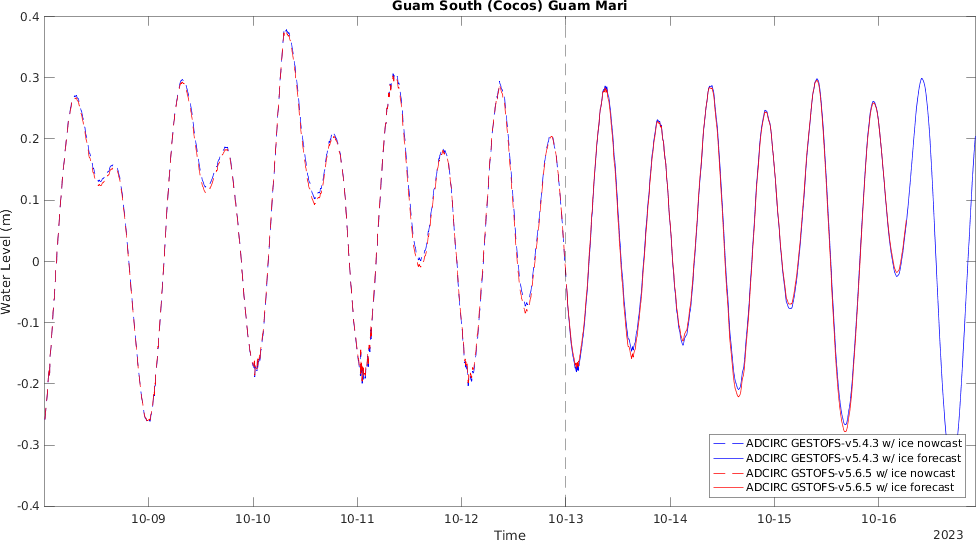 Guam South (Cocos) Guam Mari
0.4
0.3
0.2
0.1
0
-0.1
-0.2
-0.3
-0.4
Water Level (m)
10-09 10-10 10-11 10-12 10-13 10-14 10-15 10-16
Time
2023
ADCIRC GESTOFS-v5.4.3 w/ ice nowcast
ADCIRC GESTOFS-v5.4.3 w/ ice forecast
ADCIRC GSTOFS-v5.6.5 w/ ice nowcast
ADCIRC GSTOFS-v5.6.5 w/ ice forecast